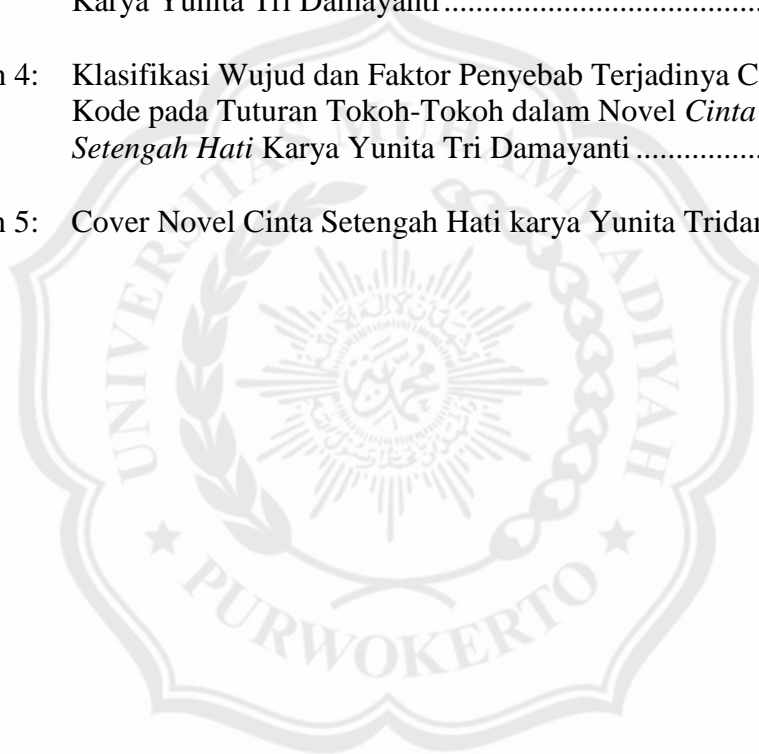 Karya Yunita Tri Damayanti........................................
n 4: Klasifikasi Wujud dan Faktor Penyebab Terjadinya C
Kode pada Tuturan Tokoh-Tokoh dalam Novel Cinta
Setengah Hati Karya Yunita Tri Damayanti................
n 5: Cover Novel Cinta Setengah Hati karya Yunita Tridar
UNIVERSITAS MUHAMMADIYAH
PURWOKERTO